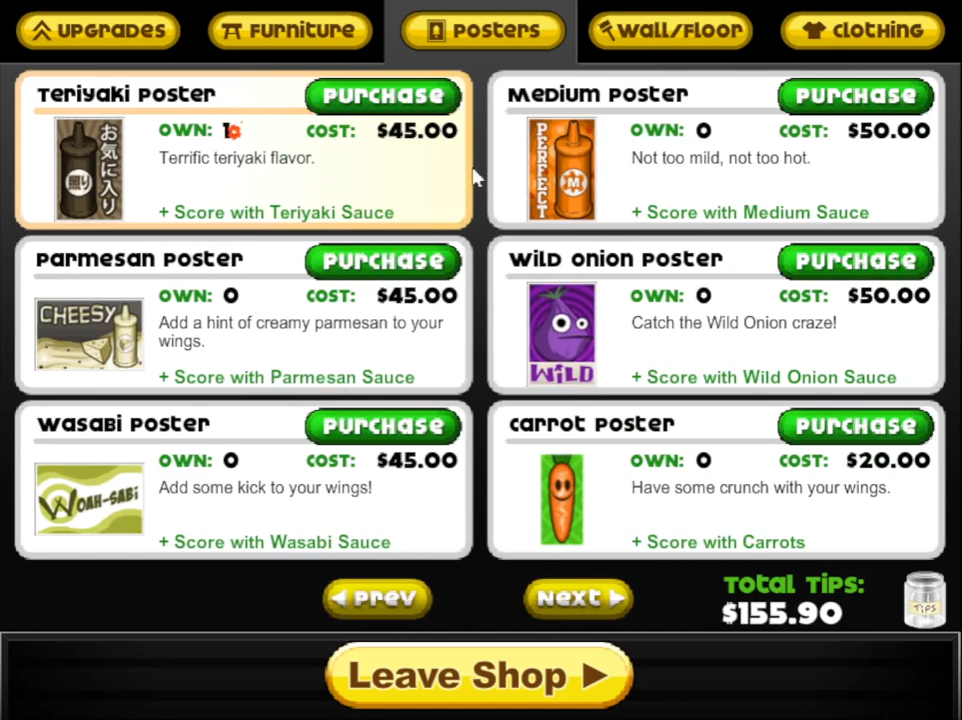 UPGRADES FURNITURE POSTERS WALL/FLOOR CLOTHING
Teriyaki Poster PURCHASE
OWN: 1 COST: $45.00
Terrific teriyaki flavor.
お気に入り
照り
+ Score with Teriyaki Sauce
Medium Poster PURCHASE
OWN: 0 COST: $50.00
Not too mild, not too hot.
PERFECT
M
+ Score with Medium Sauce
Parmesan Poster PURCHASE
OWN: 0 COST: $45.00
CHEESY
Add a hint of creamy parmesan to your
wings.
+ Score with Parmesan Sauce
Wild Onion Poster PURCHASE
OWN: 0 COST: $50.00
Catch the Wild Onion craze!
WILD
+ Score with Wild Onion Sauce
Wasabi Poster PURCHASE
OWN: 0 COST: $45.00
Add some kick to your wings!
WOAH-SABI
+ Score with Wasabi Sauce
Carrot Poster PURCHASE
OWN: 0 COST: $20.00
Have some crunch with your wings.
+ Score with Carrots
Prev Next
Total Tips:
$155.90
TIPS
Leave Shop